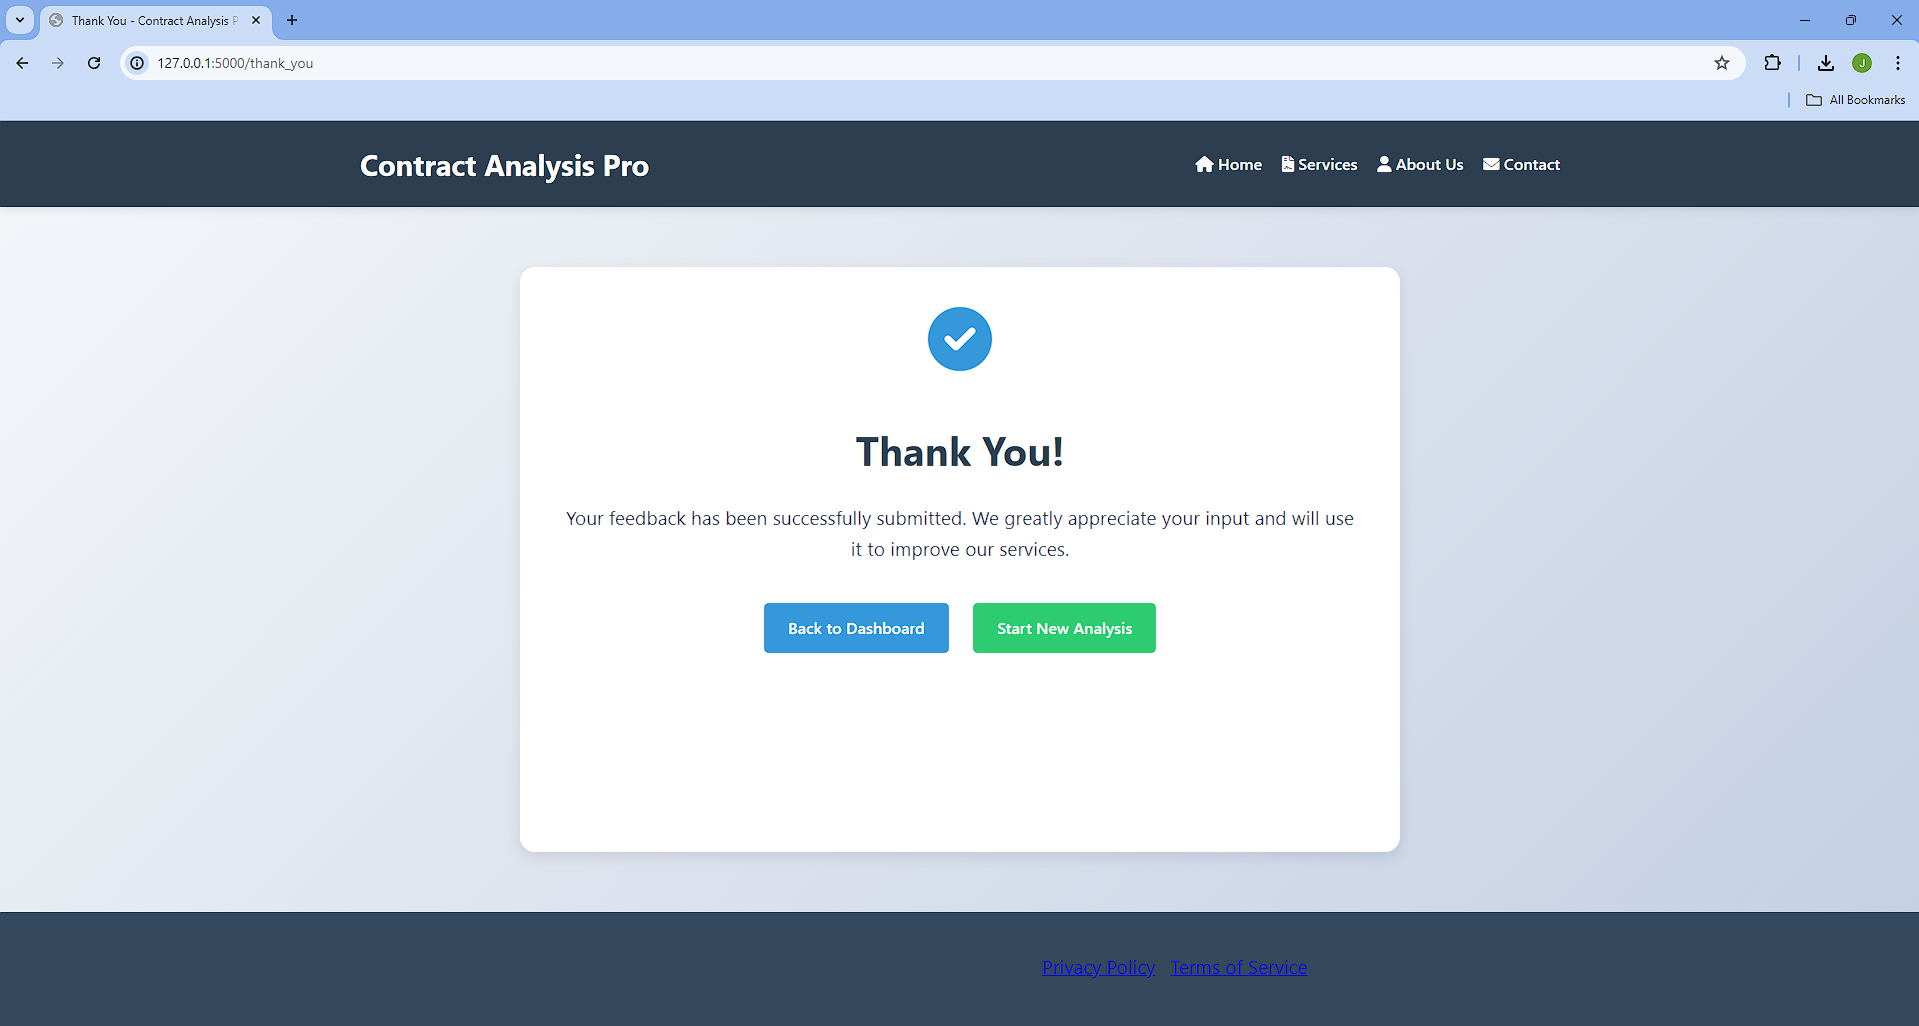 Thank You - Contract Analysis P
127.0.0.1:5000/thank_you
J
All Bookmarks
Contract Analysis Pro
Home Services About Us Contact
Thank You!
Your feedback has been successfully submitted. We greatly appreciate your input and will use
it to improve our services.
Back to Dashboard Start New Analysis
Privacy Policy Terms of Service